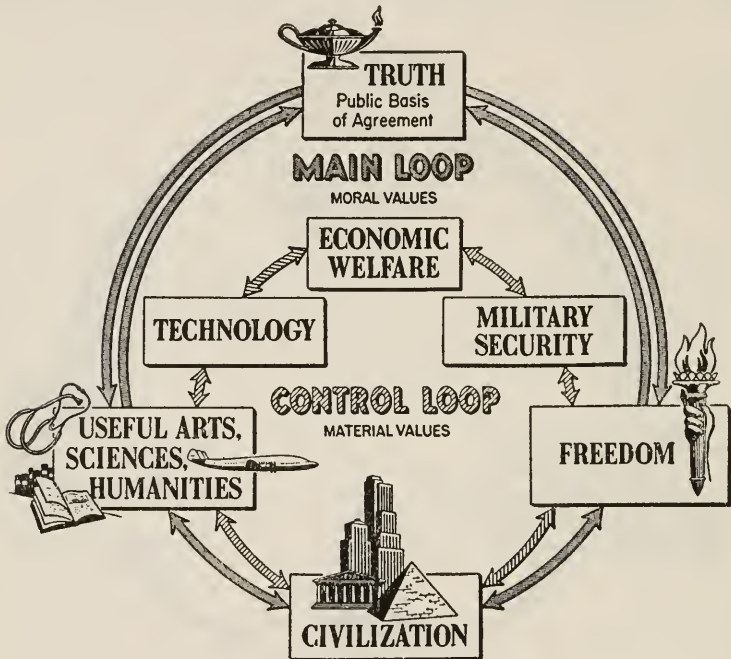 TRUTH
Public Basis
of Agreement
MAIN LOOP
MORAL VALUES
ECONOMIC
WELFARE
TECHNOLOGY
MILITARY
SECURITY
CONTROL LOOP
MATERIAL VALUES
USEFUL ARTS,
SCIENCES,
HUMANITIES
FREEDOM
CIVILIZATION